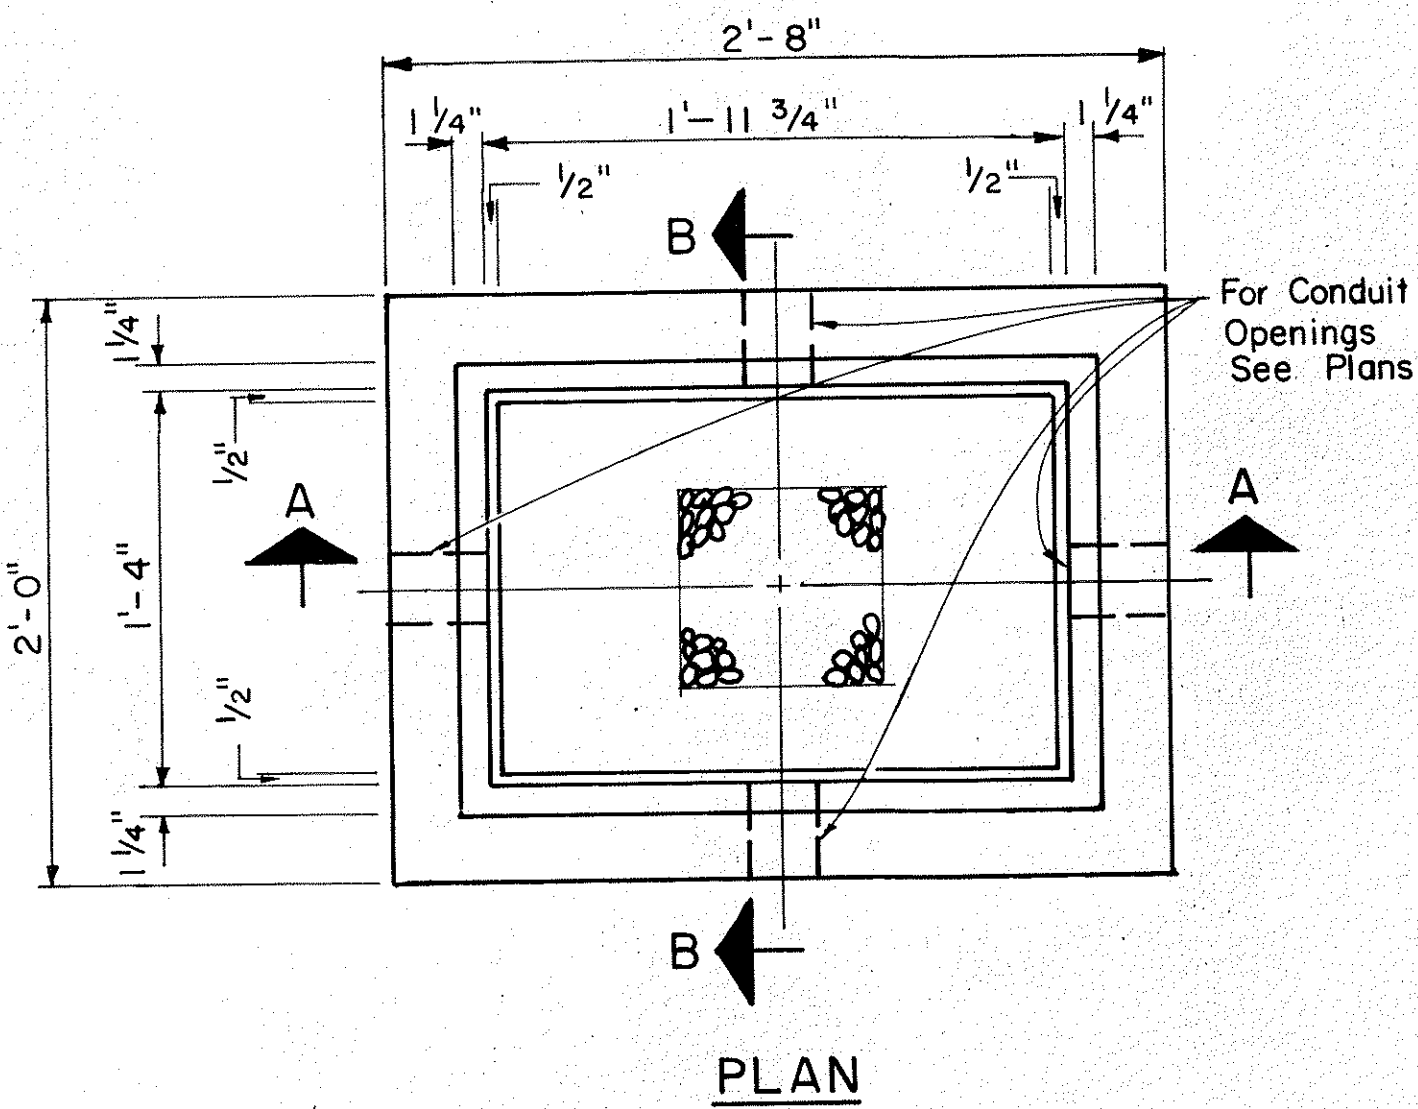 2'-8"
1 1/4"
1'-11 3/4"
1 1/4"
1/2"
1/2"
B
For Conduit
Openings
See Plans
1 1/4"
1/2"
A
A
1'-4"
2'-0"
1/2"
1 1/4"
B
PLAN